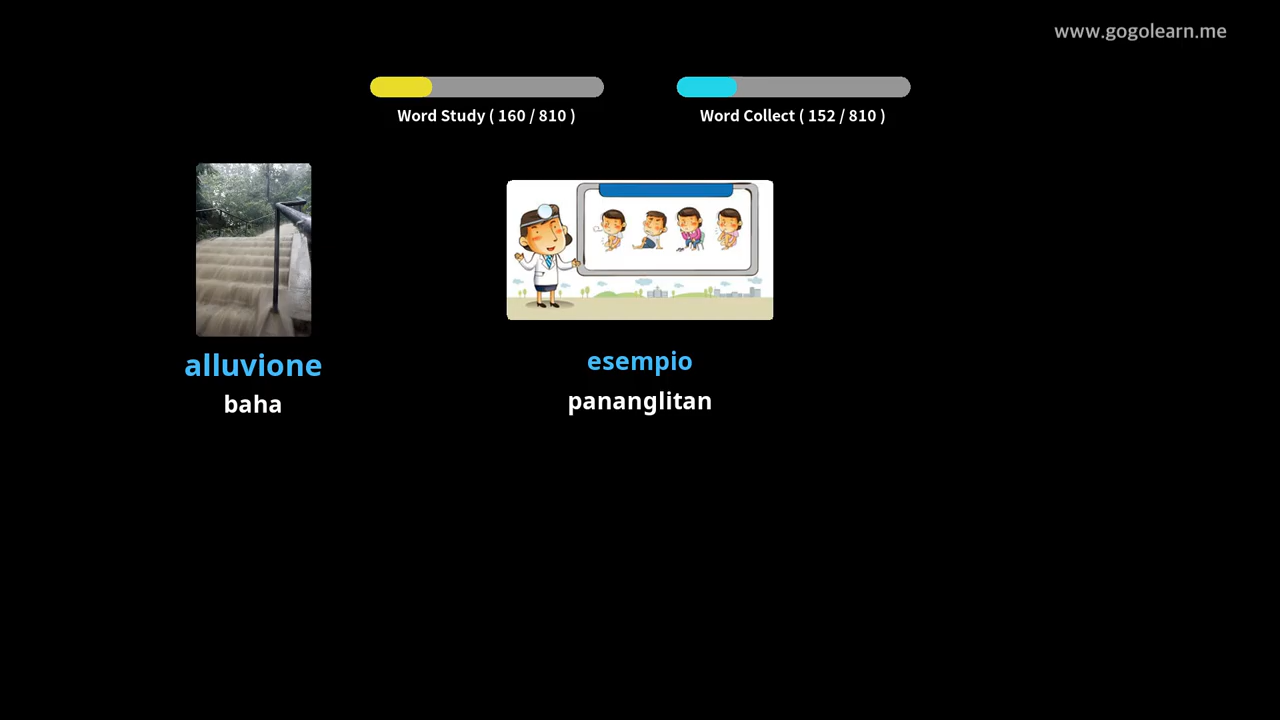 www.gogolearn.me
Word Study ( 160 / 810 )
Word Collect ( 152 / 810 )
alluvione
baha
esempio
pananglitan